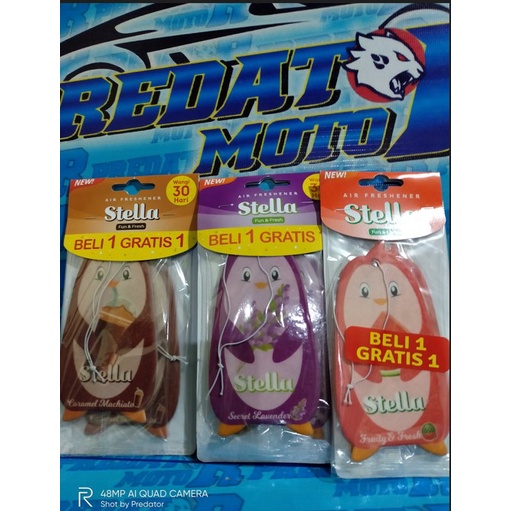 REDATO
MOTO
NEW!
AIR FRESHENER
Stella
Fun & Fresh
Wangi
30
Hari
BELI 1 GRATIS 1
Stella
Caramel Machiato
NEW!
AIR FRESHENER
Stella
Fun & Fresh
BELI 1 GRATIS
Stella
Secret Lavender
NEW!
AIR FRESHENER
Stella
Fun & Fresh
BELI 1
GRATIS 1
Stella
Fruity & Fresh
48MP AI QUAD CAMERA
Shot by Predator